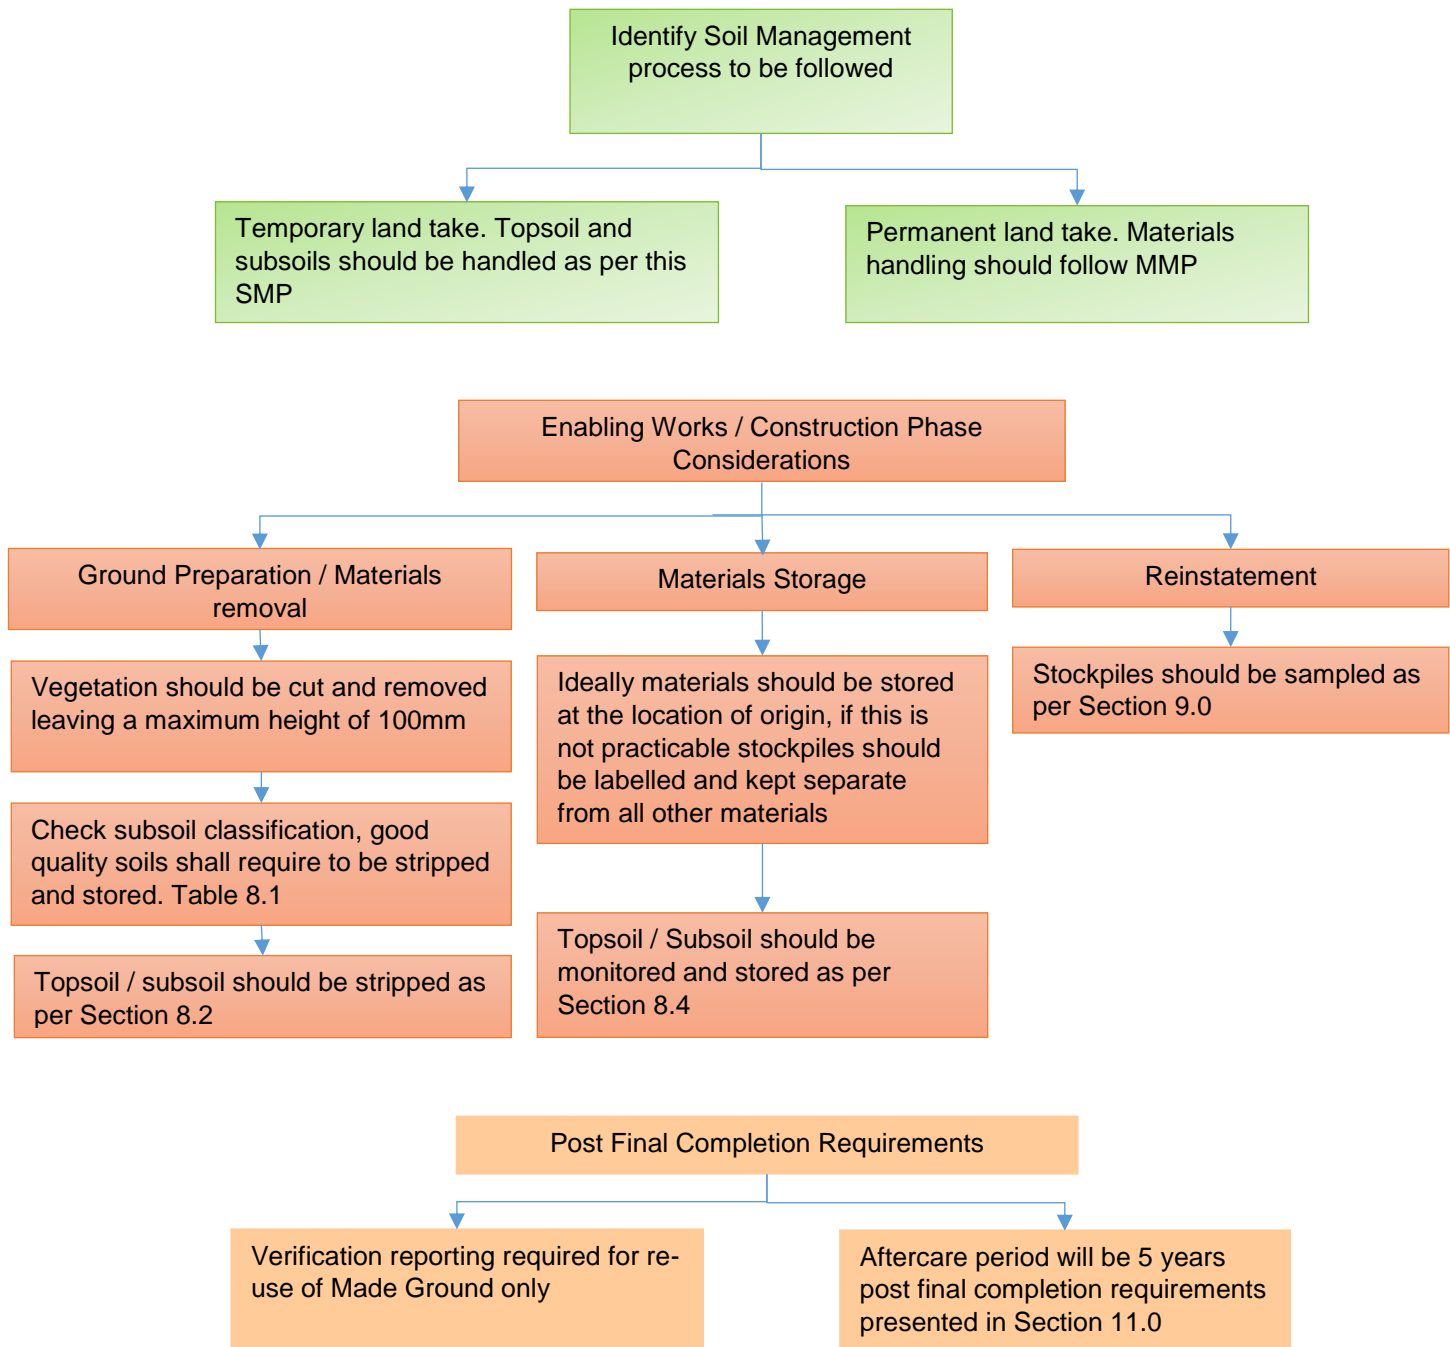 Identify Soil Management
process to be followed
Temporary land take. Topsoil and
subsoils should be handled as per this
SMP
Permanent land take. Materials
handling should follow MMP
Enabling Works / Construction Phase
Considerations
Ground Preparation / Materials
removal
Materials Storage
Reinstatement
Vegetation should be cut and removed
leaving a maximum height of 100mm
Ideally materials should be stored
at the location of origin, if this is
not practicable stockpiles should
be labelled and kept separate
from all other materials
Stockpiles should be sampled as
per Section 9.0
Check subsoil classification, good
quality soils shall require to be stripped
and stored. Table 8.1
Topsoil / subsoil should be stripped as
per Section 8.2
Topsoil / Subsoil should be
monitored and stored as per
Section 8.4
Post Final Completion Requirements
Verification reporting required for re-
use of Made Ground only
Aftercare period will be 5 years
post final completion requirements
presented in Section 11.0